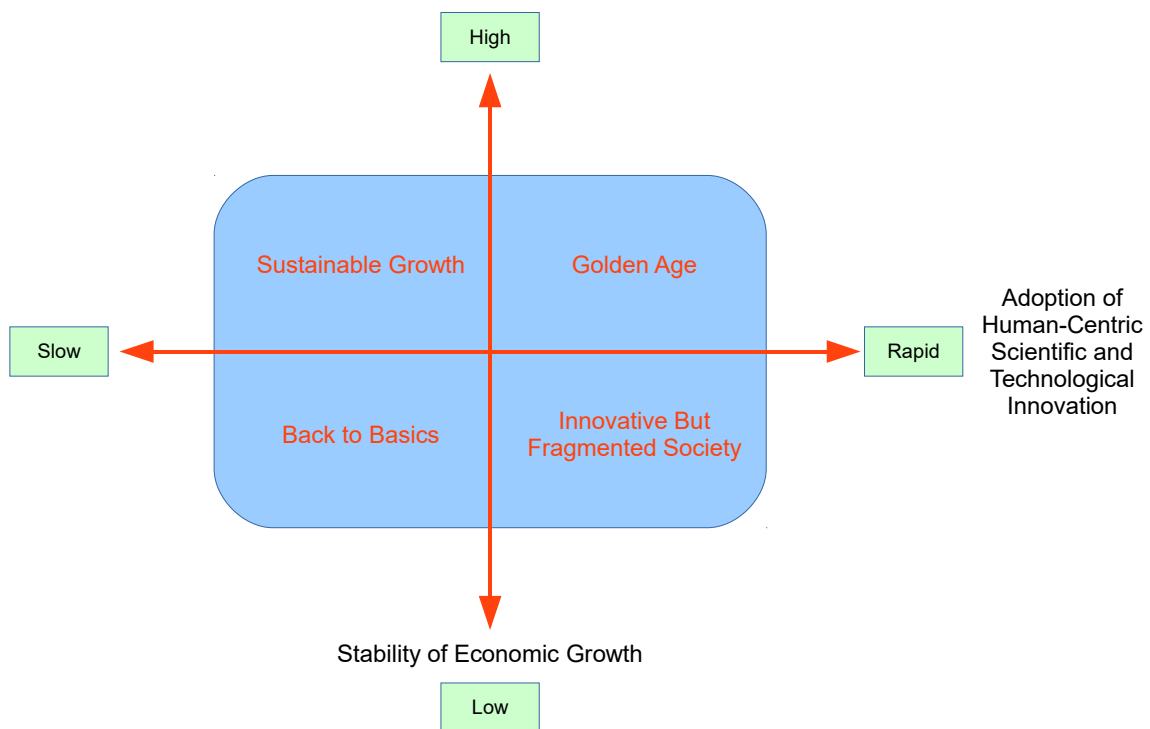 High
Sustainable Growth
Golden Age
Adoption of
Human-Centric
Scientific and
Technological
Innovation
Slow
Rapid
Back to Basics
Innovative But
Fragmented Society
Stability of Economic Growth
Low